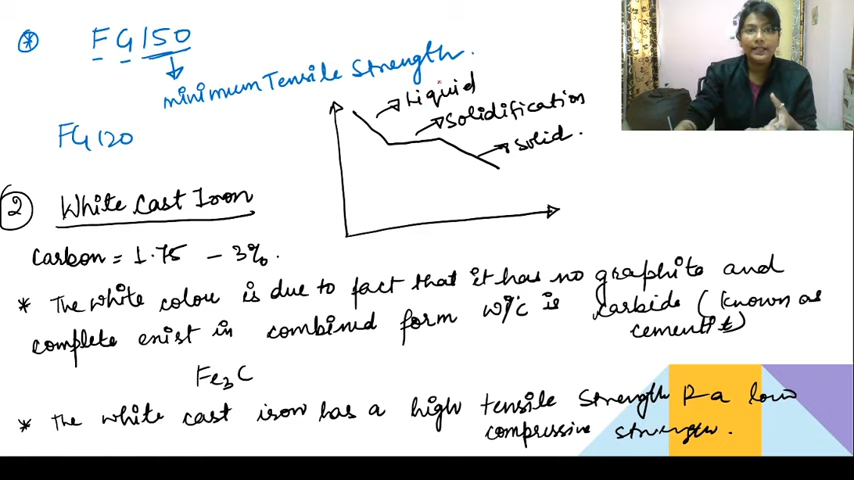 * FG150
minimum Tensile Strength.
FG120
Liquid
Solidification
Solid.
2 White Cast Iron
Carbon = 1.75 - 3%.
* The white colour is due to fact that it has no graphite and
complete exist in combined form w/c is carbide (known as
cementite)
Fe3C
* The white cast iron has a high tensile strength & a low
compressive strength.